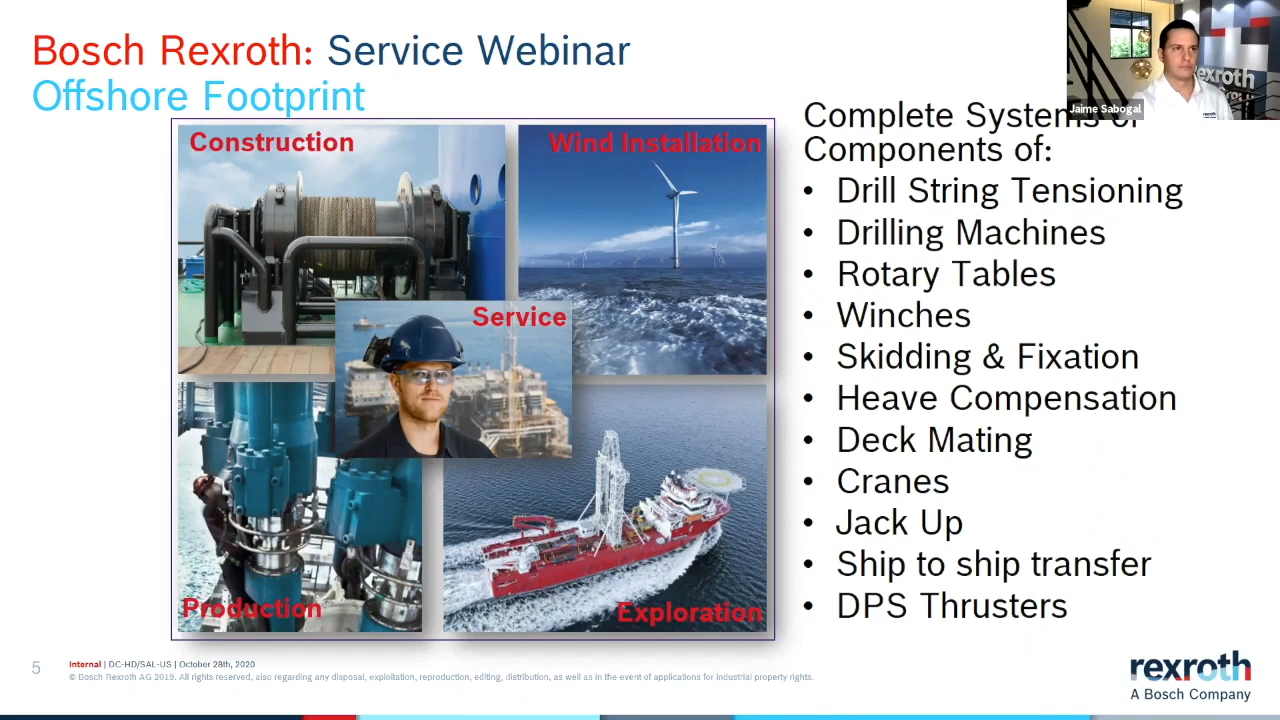 Bosch Rexroth: Service Webinar
Offshore Footprint
Construction
Wind Installation
Service
Production
Exploration
Complete Systems or
Components of:
• Drill String Tensioning
• Drilling Machines
• Rotary Tables
• Winches
• Skidding & Fixation
• Heave Compensation
• Deck Mating
• Cranes
• Jack Up
• Ship to ship transfer
• DPS Thrusters
exroth
Jaime Sabogal
5
Internal | DC-HD/SAL-US | October 28th, 2020
© Bosch Rexroth AG 2019. All rights reserved, also regarding any disposal, exploitation, reproduction, editing, distribution, as well as in the event of applications for industrial property rights.
rexroth
A Bosch Company